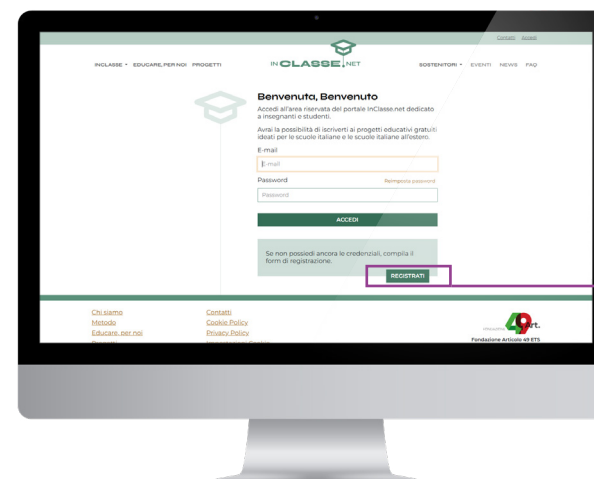 Contatti Accedi
INCLASSE EDUCARE, PER NOI PROGETTI
INCLASSE.NET
SOSTENITORI EVENTI NEWS FAQ
Benvenuta, Benvenuto
Accedi all'area riservata del portale InClasse.net dedicato
a insegnanti e studenti.
Avrai la possibilità di iscriverti ai progetti educativi gratuiti
ideati per le scuole italiane e le scuole italiane all'estero.
E-mail
E-mail
Password
Reimposta password
Password
ACCEDI
Se non possiedi ancora le credenziali, compila il
form di registrazione.
REGISTRATI
Chi siamo
Metodo
Educare, per noi
Contatti
Cookie Policy
Privacy Policy
49 Art.
Fondazione Articolo 49 ETS